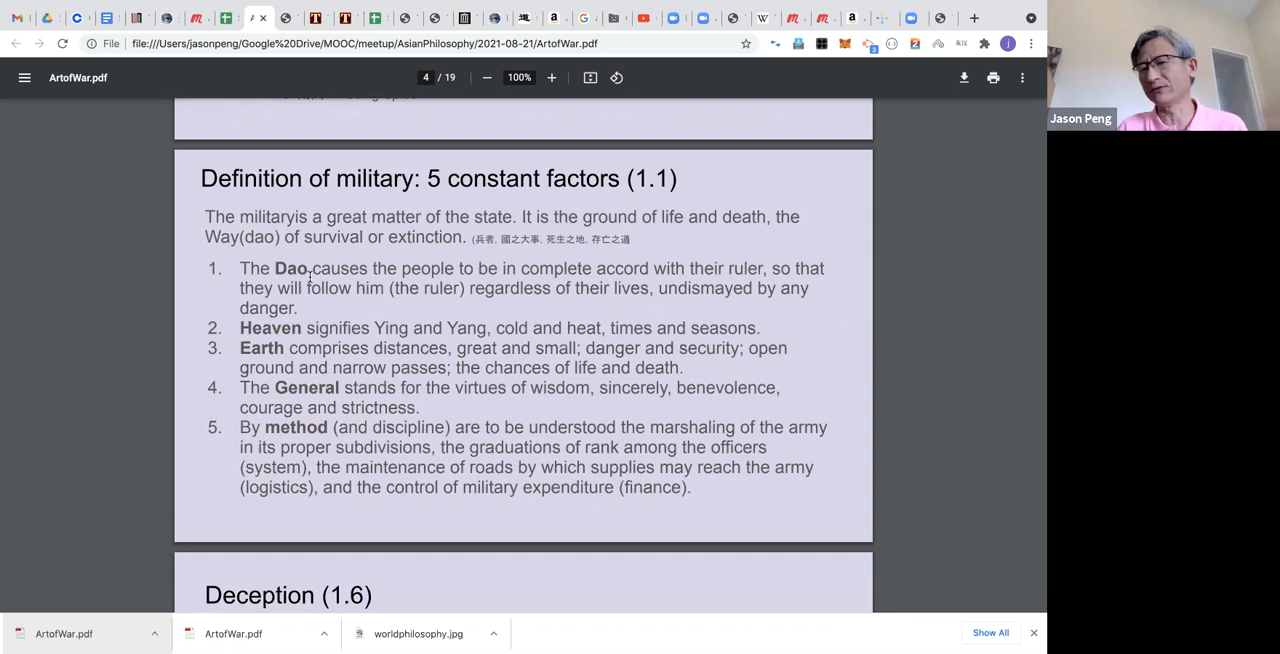 File
file:///Users/jasonpeng/Google%20Drive/MOOC/meetup/AsianPhilosophy/2021-08-21/ArtofWar.pdf
ArtofWar.pdf
4 / 19
100%
Jason Peng
Definition of military: 5 constant factors (1.1)
The militaryis a great matter of the state. It is the ground of life and death, the
Way(dao) of survival or extinction. (兵者, 國之大事, 死生之地, 存亡之道
1. The Dao causes the people to be in complete accord with their ruler, so that
they will follow him (the ruler) regardless of their lives, undismayed by any
danger.
2. Heaven signifies Ying and Yang, cold and heat, times and seasons.
3. Earth comprises distances, great and small; danger and security; open
ground and narrow passes; the chances of life and death.
4. The General stands for the virtues of wisdom, sincerely, benevolence,
courage and strictness.
5. By method (and discipline) are to be understood the marshaling of the army
in its proper subdivisions, the graduations of rank among the officers
(system), the maintenance of roads by which supplies may reach the army
(logistics), and the control of military expenditure (finance).
Deception (1.6)
ArtofWar.pdf
ArtofWar.pdf
worldphilosophy.jpg
Show All